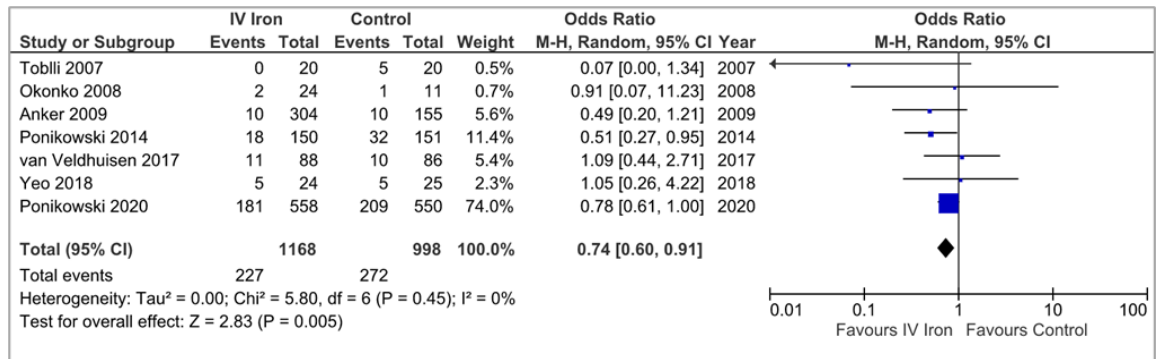 IV Iron Control Odds Ratio Odds Ratio
Study or Subgroup Events Total Events Total Weight M-H, Random, 95% CI Year M-H, Random, 95% CI
Toblli 2007 0 20 5 20 0.5% 0.07 [0.00, 1.34] 2007
Okonko 2008 2 24 1 11 0.7% 0.91 [0.07, 11.23] 2008
Anker 2009 10 304 10 155 5.6% 0.49 [0.20, 1.21] 2009
Ponikowski 2014 18 150 32 151 11.4% 0.51 [0.27, 0.95] 2014
van Veldhuisen 2017 11 88 10 86 5.4% 1.09 [0.44, 2.71] 2017
Yeo 2018 5 24 5 25 2.3% 1.05 [0.26, 4.22] 2018
Ponikowski 2020 181 558 209 550 74.0% 0.78 [0.61, 1.00] 2020
Total (95% CI) 1168 998 100.0% 0.74 [0.60, 0.91]
Total events 227 272
Heterogeneity: Tau² = 0.00; Chi² = 5.80, df = 6 (P = 0.45); I² = 0%
Test for overall effect: Z = 2.83 (P = 0.005)
0.01 0.1 1 10 100
Favours IV Iron Favours Control